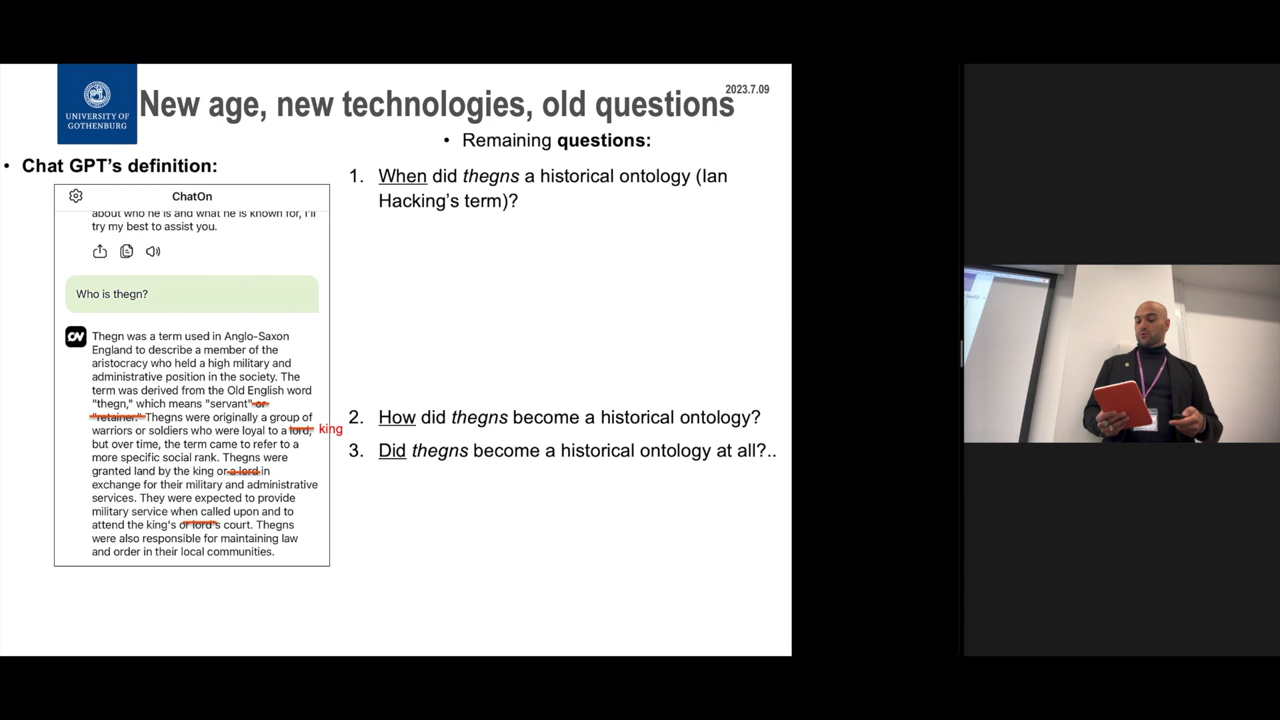 UNIVERSITY OF
GOTHENBURG
New age, new technologies, old questions
2023.7.09
• Chat GPT's definition:
ChatOn
about who he is and what he is known for, I'll
try my best to assist you.
Who is thegn?
Thegn was a term used in Anglo-Saxon
England to describe a member of the
aristocracy who held a high military and
administrative position in the society. The
term was derived from the Old English word
"thegn," which means "servant" or
"retainer." Thegns were originally a group of
warriors or soldiers who were loyal to a lord, king
but over time, the term came to refer to a
more specific social rank. Thegns were
granted land by the king or a lord in
exchange for their military and administrative
services. They were expected to provide
military service when called upon and to
attend the king's or lord's court. Thegns
were also responsible for maintaining law
and order in their local communities.
• Remaining questions:
1. When did thegns a historical ontology (Ian
Hacking's term)?
2. How did thegns become a historical ontology?
3. Did thegns become a historical ontology at all?..